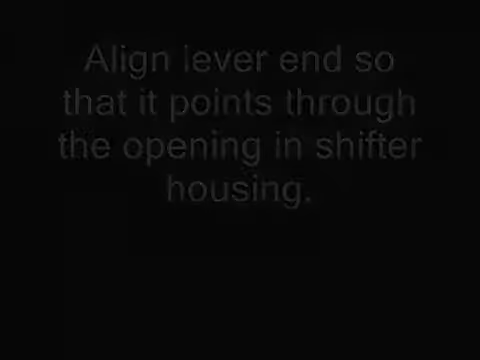 Align lever end so
that it points through
the opening in shifter
housing.